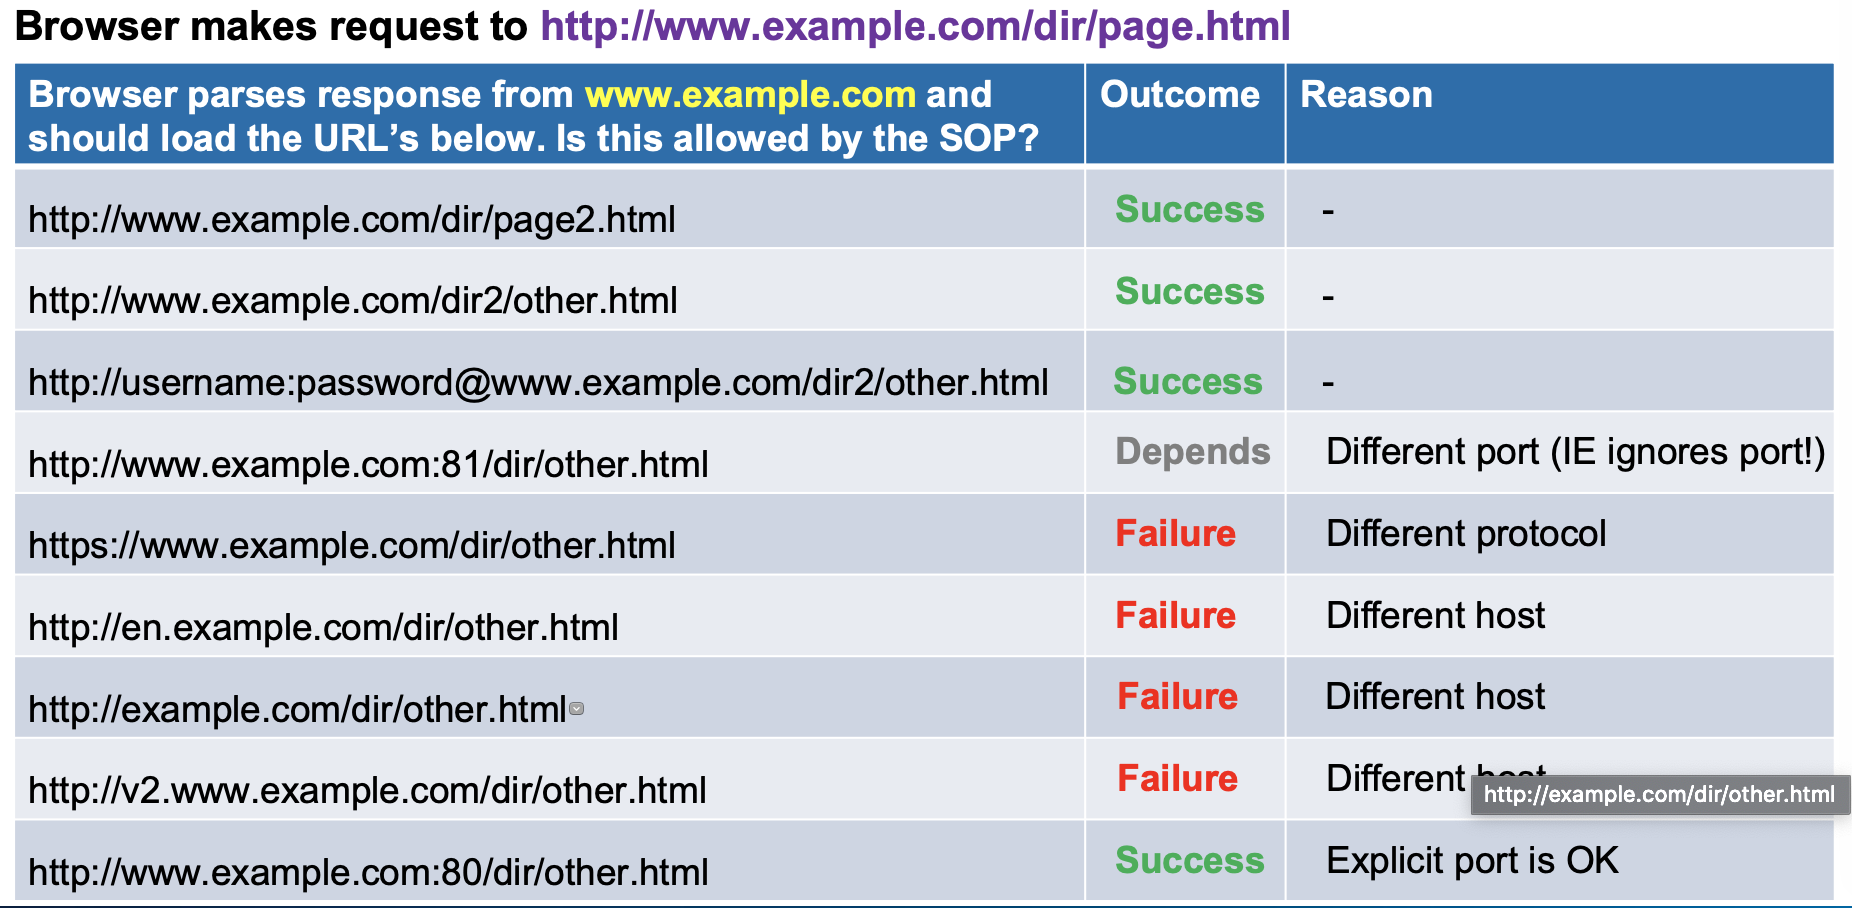 Browser makes request to http://www.example.com/dir/page.html
Browser parses response from www.example.com and
should load the URL’s below. Is this allowed by the SOP?
Outcome
Reason
http://www.example.com/dir/page2.html
Success
-
http://www.example.com/dir2/other.html
Success
-
http://username:password@www.example.com/dir2/other.html
Success
-
http://www.example.com:81/dir/other.html
Depends
Different port (IE ignores port!)
https://www.example.com/dir/other.html
Failure
Different protocol
http://en.example.com/dir/other.html
Failure
Different host
http://example.com/dir/other.html
Failure
Different host
http://v2.www.example.com/dir/other.html
Failure
Different host
http://example.com/dir/other.html
http://www.example.com:80/dir/other.html
Success
Explicit port is OK